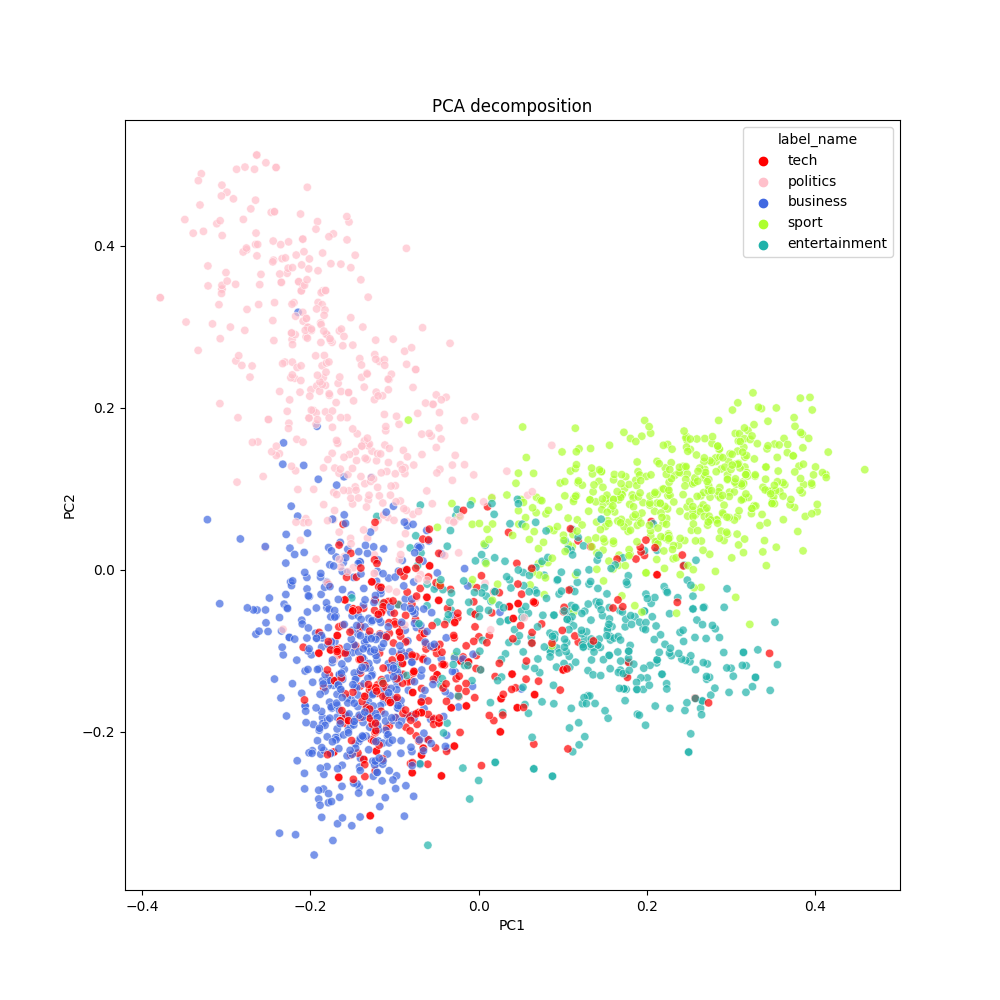 PCA decomposition
label_name
tech
politics
business
sport
entertainment
0.4
0.2
0.0
−0.2
PC2
−0.4
−0.2
0.0
0.2
0.4
PC1